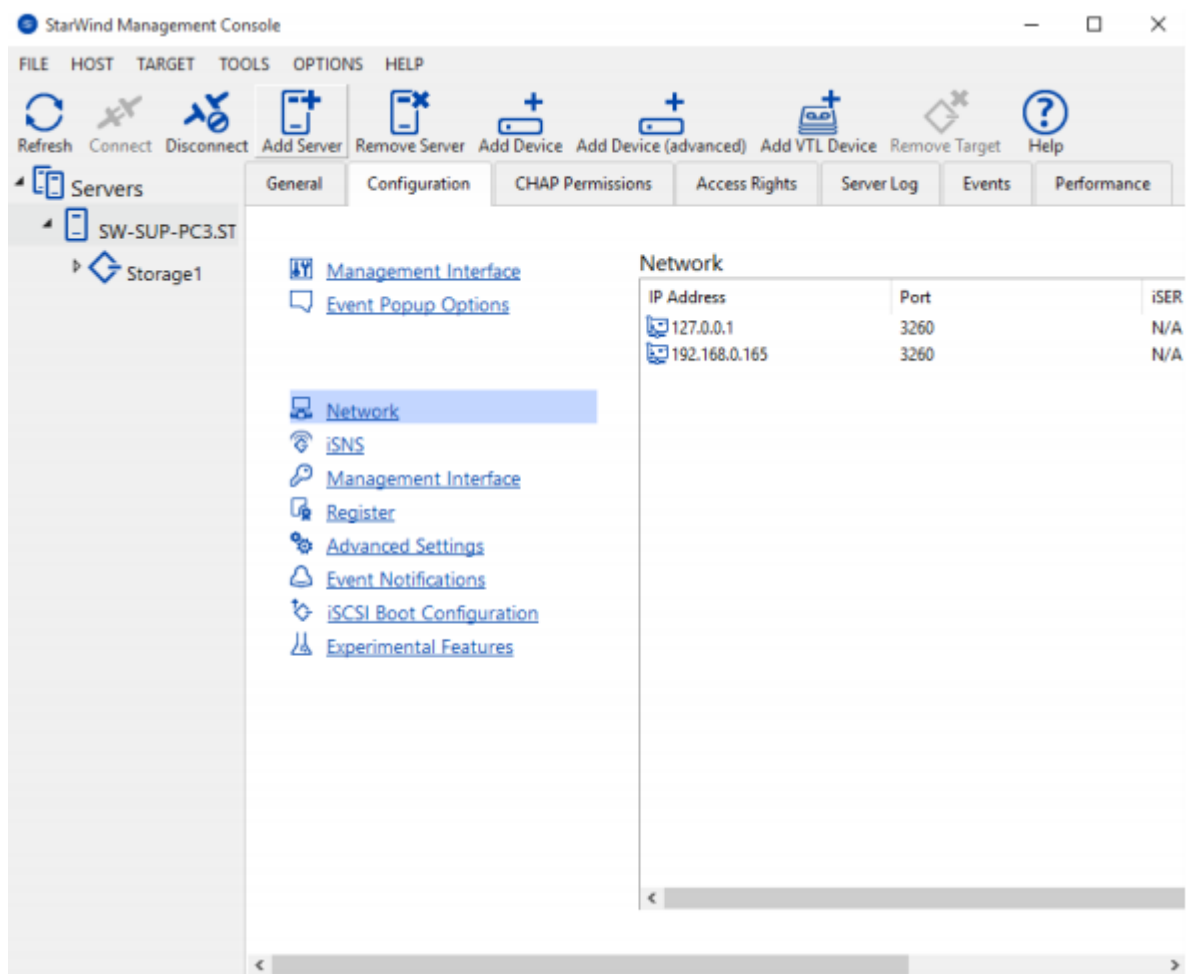 StarWind Management Console
FILE HOST TARGET TOOLS OPTIONS HELP
Refresh Connect Disconnect Add Server Remove Server Add Device Add Device (advanced) Add VTL Device Remove Target Help
Servers
SW-SUP-PC3.ST
Storage1
General Configuration CHAP Permissions Access Rights Server Log Events Performance
Management Interface
Event Popup Options
Network
iSNS
Management Interface
Register
Advanced Settings
Event Notifications
iSCSI Boot Configuration
Experimental Features
Network
IP Address Port iSER
127.0.0.1 3260 N/A
192.168.0.165 3260 N/A